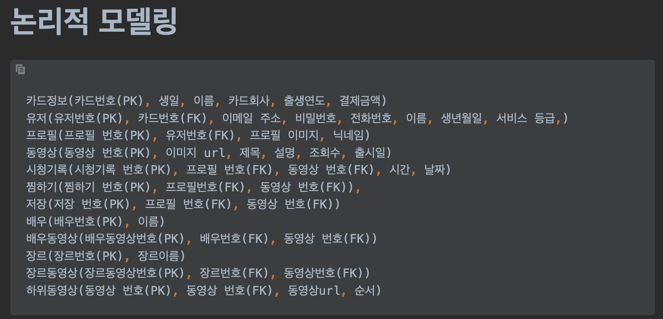 논리적 모델링
카드정보(카드번호(PK), 생일, 이름, 카드회사, 출생연도, 결제금액)
유저(유저번호(PK), 카드번호(FK), 이메일 주소, 비밀번호, 전화번호, 이름, 생년월일, 서비스 등급,)
프로필(프로필 번호(PK), 유저번호(FK), 프로필 이미지, 닉네임)
동영상(동영상 번호(PK), 이미지 url, 제목, 설명, 조회수, 출시일)
시청기록(시청기록 번호(PK), 프로필 번호(FK), 동영상 번호(FK), 시간, 날짜)
찜하기(찜하기 번호(PK), 프로필번호(FK), 동영상 번호(FK)),
저장(저장 번호(PK), 프로필 번호(FK), 동영상 번호(FK))
배우(배우번호(PK), 이름)
배우동영상(배우동영상번호(PK), 배우번호(FK), 동영상 번호(FK))
장르(장르번호(PK), 장르이름)
장르동영상(장르동영상번호(PK), 장르번호(FK), 동영상번호(FK))
하위동영상(동영상 번호(PK), 동영상 번호(FK), 동영상url, 순서)